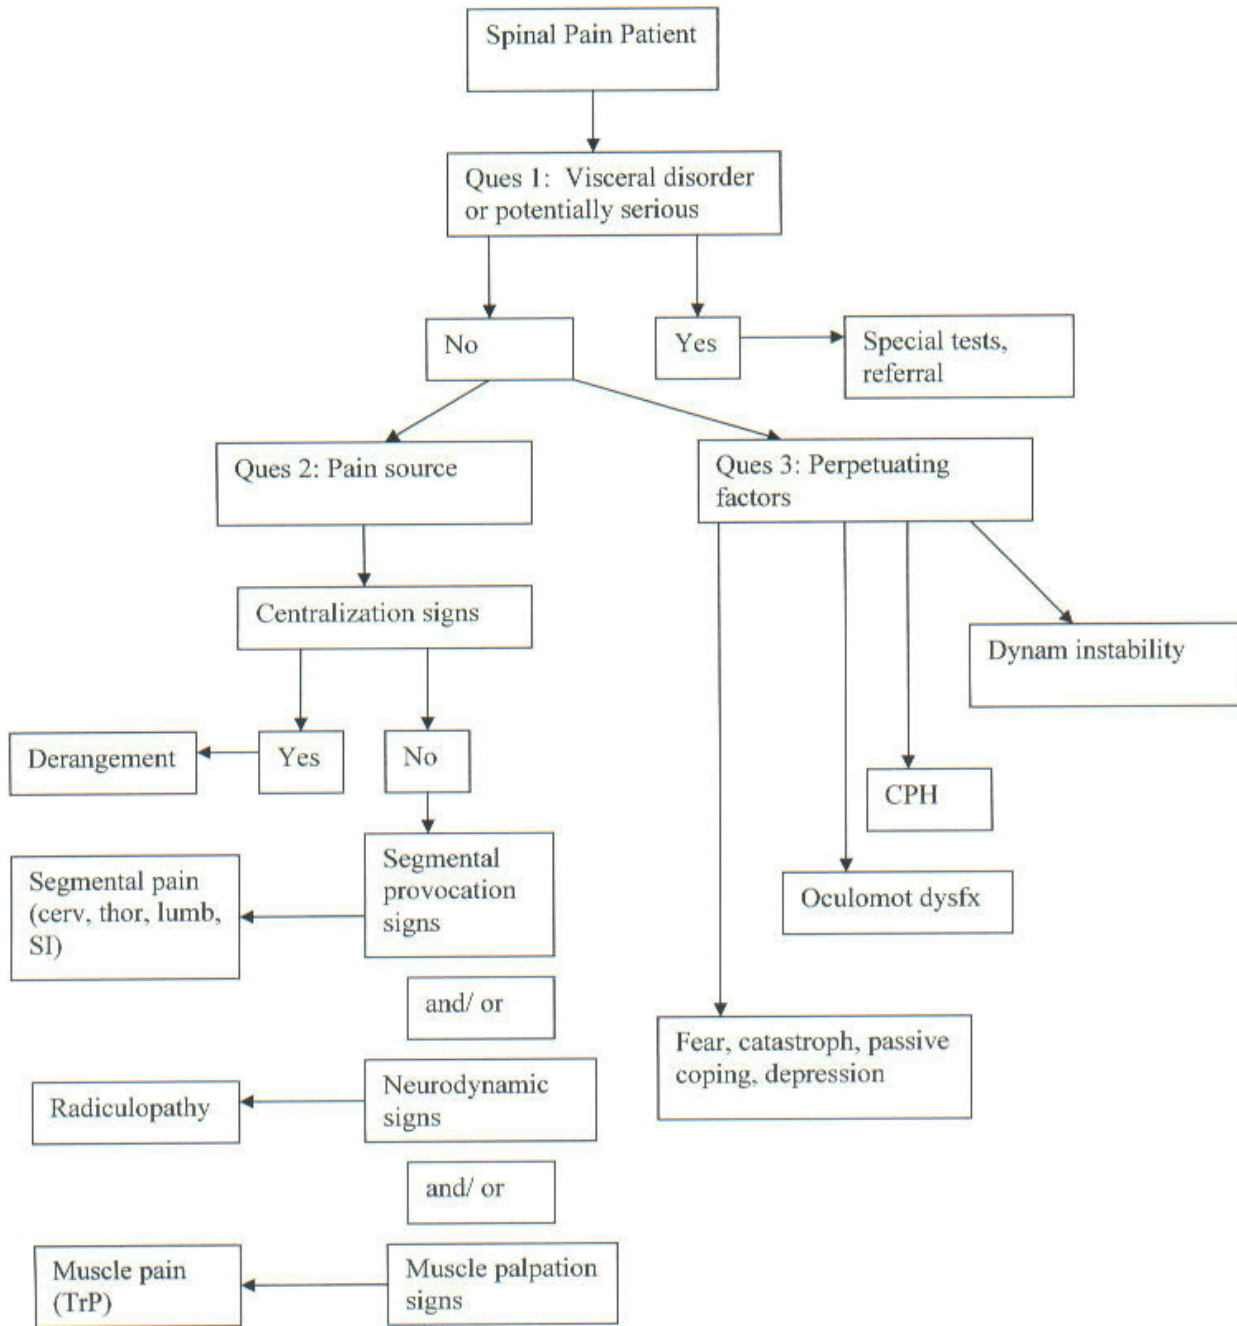 Spinal Pain Patient
Ques 1:  Visceral disorder
or potentially serious
No
Yes
Special tests,
referral
Ques 2: Pain source
Ques 3: Perpetuating
factors
Centralization signs
Dynam instability
Derangement
Yes
No
CPH
Segmental pain
(cerv, thor, lumb,
SI)
Segmental
provocation
signs
Oculomot dysfx
and/ or
Fear, catastroph, passive
coping, depression
Radiculopathy
Neurodynamic
signs
and/ or
Muscle pain
(TrP)
Muscle palpation
signs